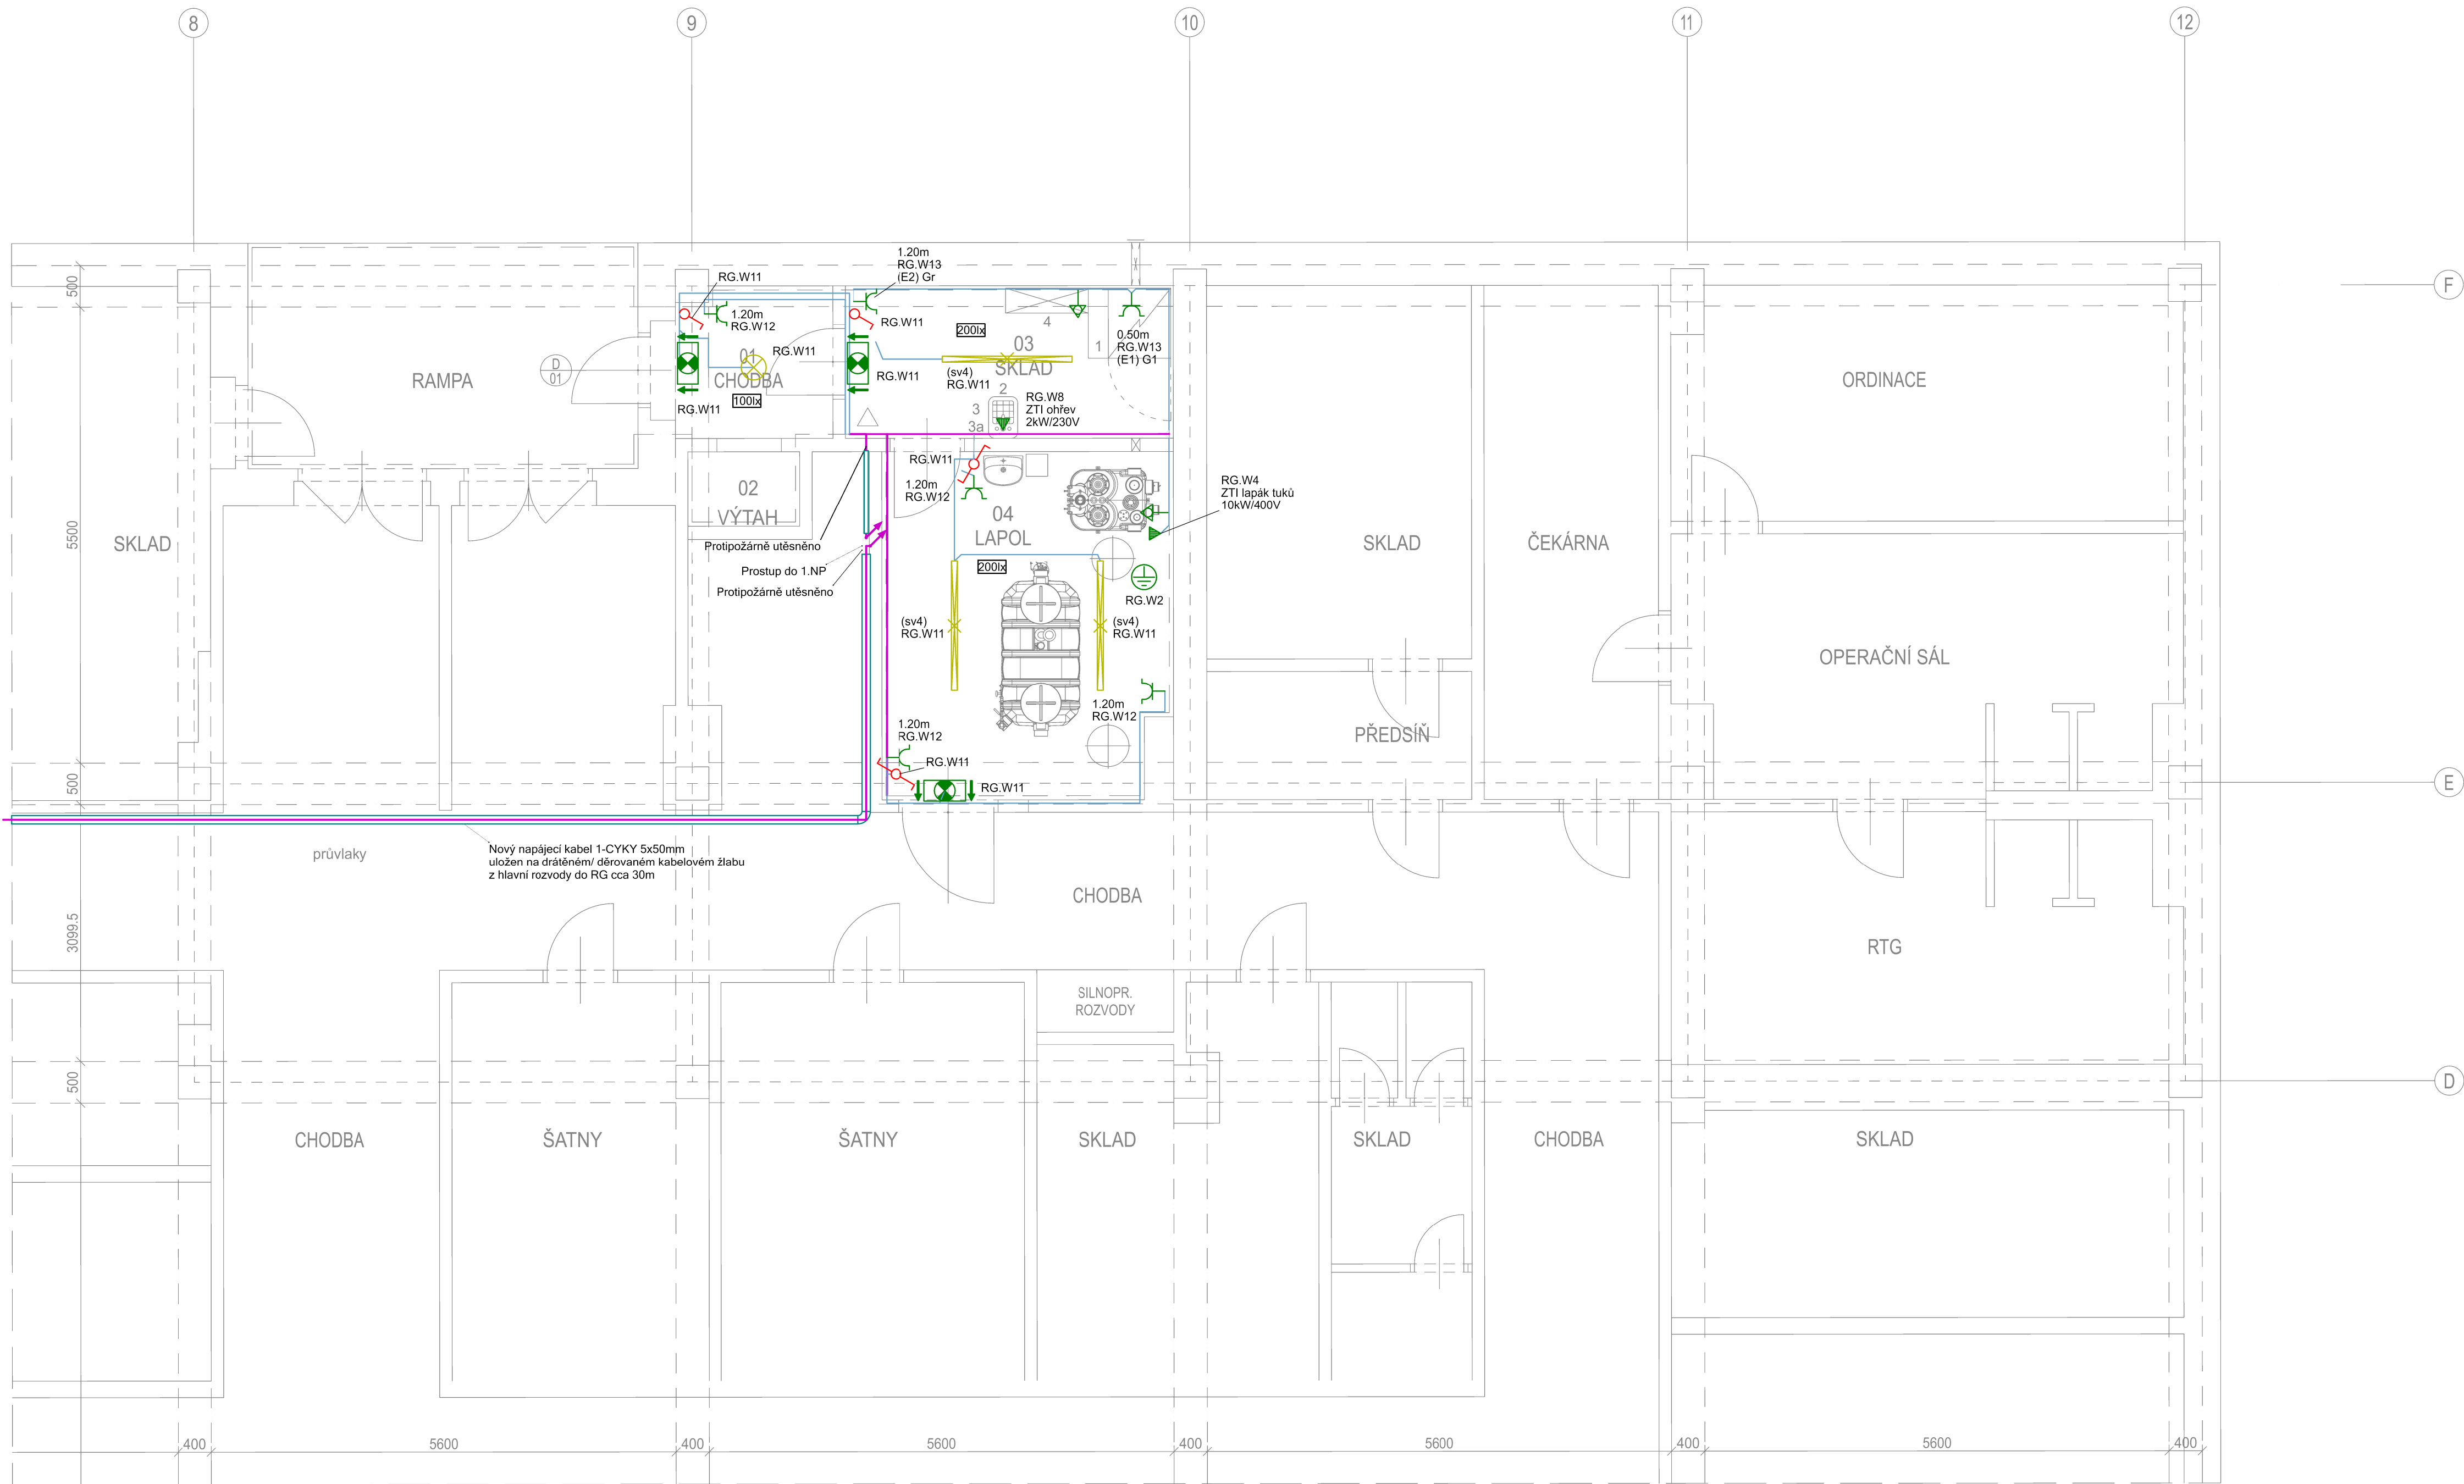 8
9
10
11
12
F
E
D
500
5500
500
3099.5
500
1.20m
RG.W13
(E2) Gr
RG.W11
1.20m
RG.W12
RG.W11
RG.W11
200lx
03
SKLAD
4
1
0.50m
RG.W13
(E1) G1
01
CHODBA
100lx
RG.W11
RG.W11
(sv4)
RG.W11
2
3
3a
RG.W8
ZTI ohřev
2kW/230V
D
01
RAMPA
ORDINACE
RG.W11
1.20m
RG.W12
RG.W4
ZTI lapák tuků
10kW/400V
02
VÝTAH
04
LAPOL
SKLAD
SKLAD
ČEKÁRNA
Protipožárně utěsněno
Prostup do 1.NP
Protipožárně utěsněno
200lx
RG.W2
(sv4)
RG.W11
(sv4)
RG.W11
OPERAČNÍ SÁL
1.20m
RG.W12
1.20m
RG.W12
PŘEDSÍŇ
RG.W11
RG.W11
průvlaky
Nový napájecí kabel 1-CYKY 5x50mm
uložen na drátěném/ děrovaném kabelovém žlabu
z hlavní rozvody do RG cca 30m
CHODBA
RTG
SILNOPR.
ROZVODY
CHODBA
ŠATNY
ŠATNY
SKLAD
SKLAD
CHODBA
SKLAD
400
5600
400
5600
400
5600
400
5600
400